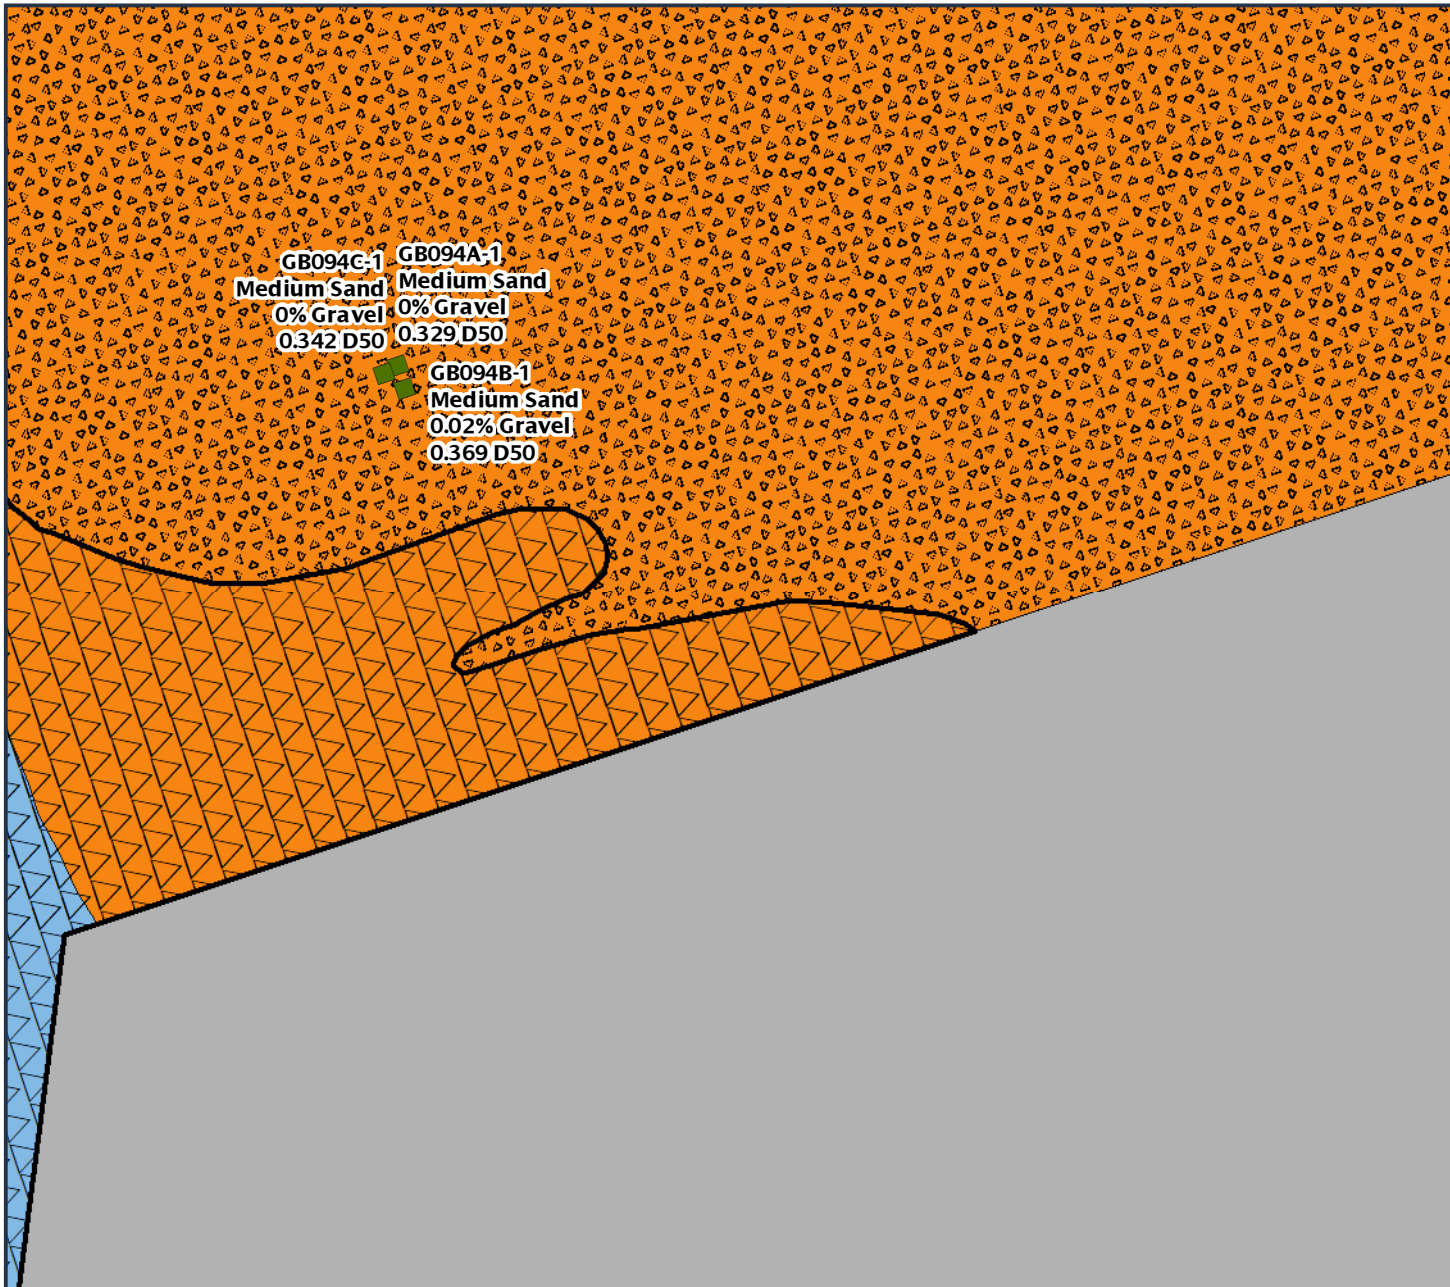 GB094C-1
Medium Sand
0% Gravel
0.342 D50
GB094A-1
Medium Sand
0% Gravel
0.329 D50
GB094B-1
Medium Sand
0.02% Gravel
0.369 D50